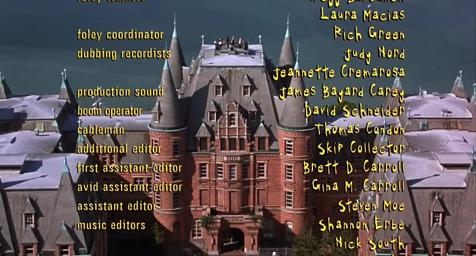 Laura Macias
foley coordinator Rich Green
dubbing recordists Judy Nord
Jeannette Cremarosa
production sound James Bayard Carey
boom operator David Schneider
cableman Thomas Condon
additional editor Skip Collector
first assistant editor Brett D. Carroll
avid assistant editor Gina M. Carroll
assistant editor Steven Moe
music editors Shannon Erbe
Nick South